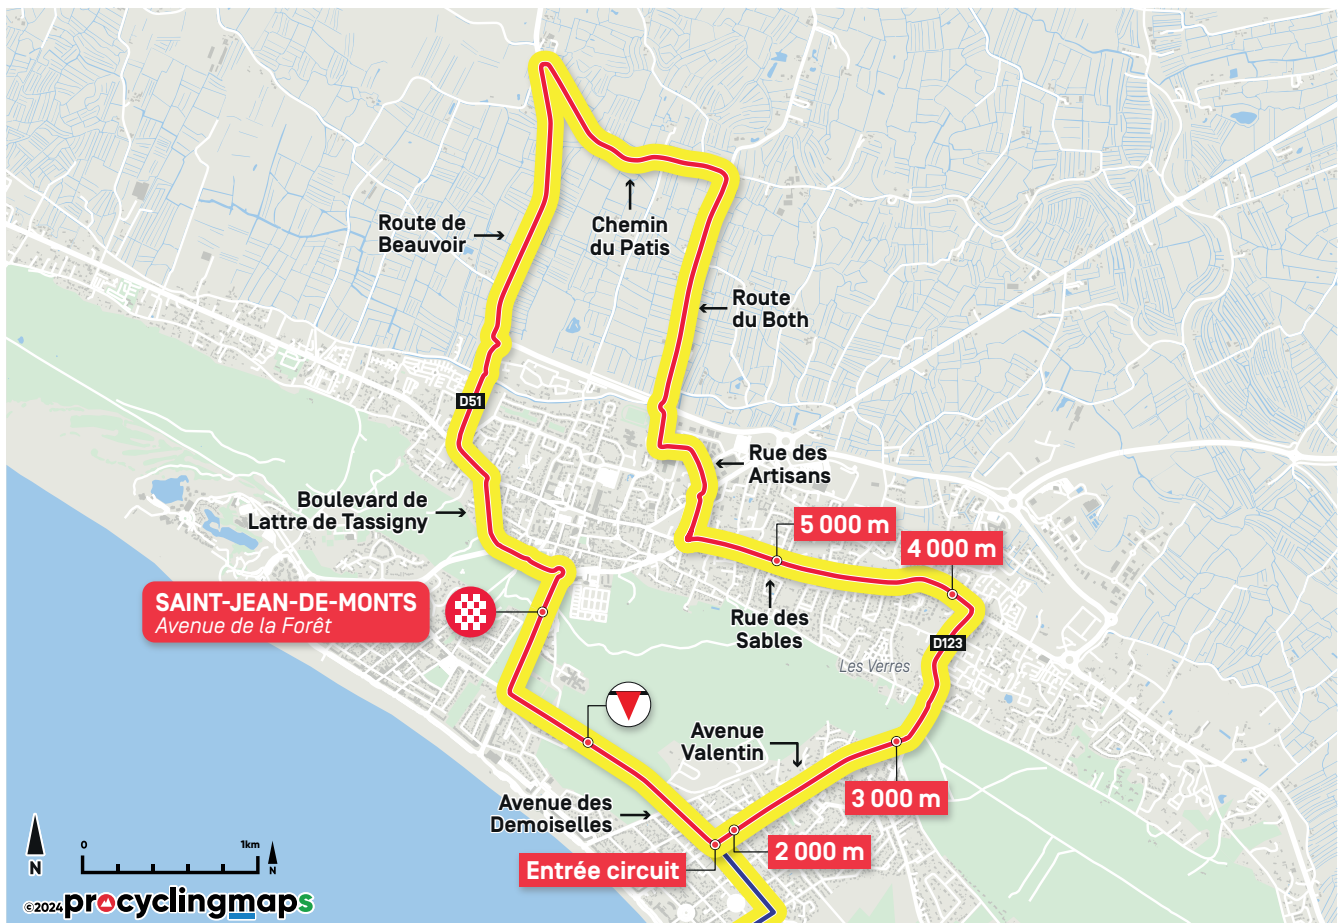 Route de
Beauvoir
Chemin
du Patis
Route
du Both
D51
Rue des
Artisans
Boulevard de
Lattre de Tassigny
5 000 m
4 000 m
SAINT-JEAN-DE-MONTS
Avenue de la Forêt
Rue des
Sables
D123
Les Verres
Avenue
Valentin
3 000 m
Avenue des
Demoiselles
2 000 m
Entrée circuit
N
0
1km
N
©2024 procyclingmaps